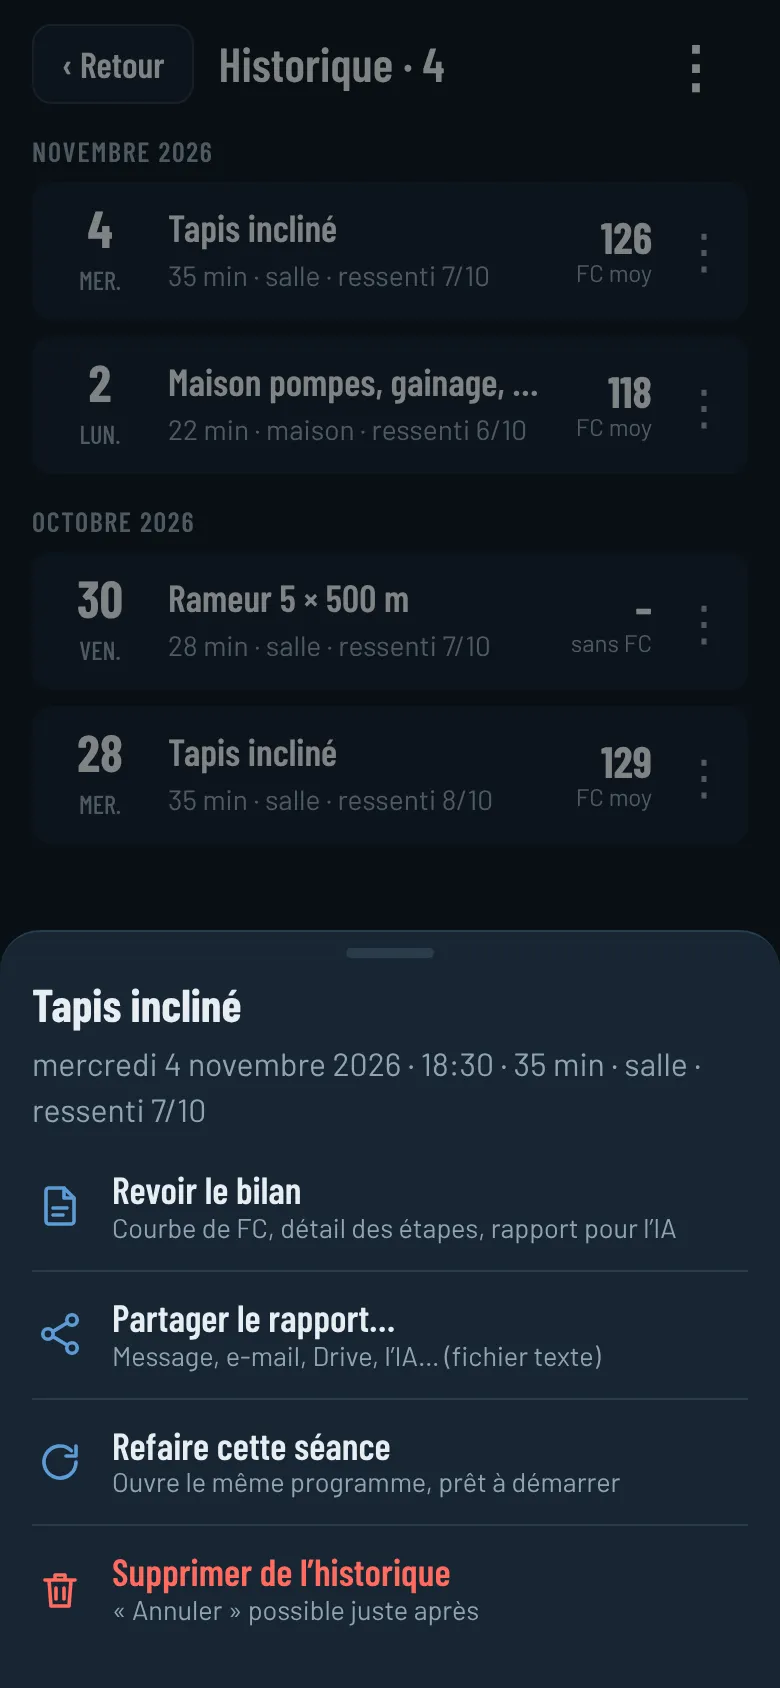 ‹ Retour
Historique · 4
NOVEMBRE 2026
4
MER.
Tapis incliné
35 min · salle · ressenti 7/10
126
FC moy
2
LUN.
Maison pompes, gainage, ...
22 min · maison · ressenti 6/10
118
FC moy
OCTOBRE 2026
30
VEN.
Rameur 5 × 500 m
28 min · salle · ressenti 7/10
–
sans FC
28
MER.
Tapis incliné
35 min · salle · ressenti 8/10
129
FC moy
Tapis incliné
mercredi 4 novembre 2026 · 18:30 · 35 min · salle ·
ressenti 7/10
Revoir le bilan
Courbe de FC, détail des étapes, rapport pour l’IA
Partager le rapport…
Message, e-mail, Drive, l’IA… (fichier texte)
Refaire cette séance
Ouvre le même programme, prêt à démarrer
Supprimer de l’historique
« Annuler » possible juste après